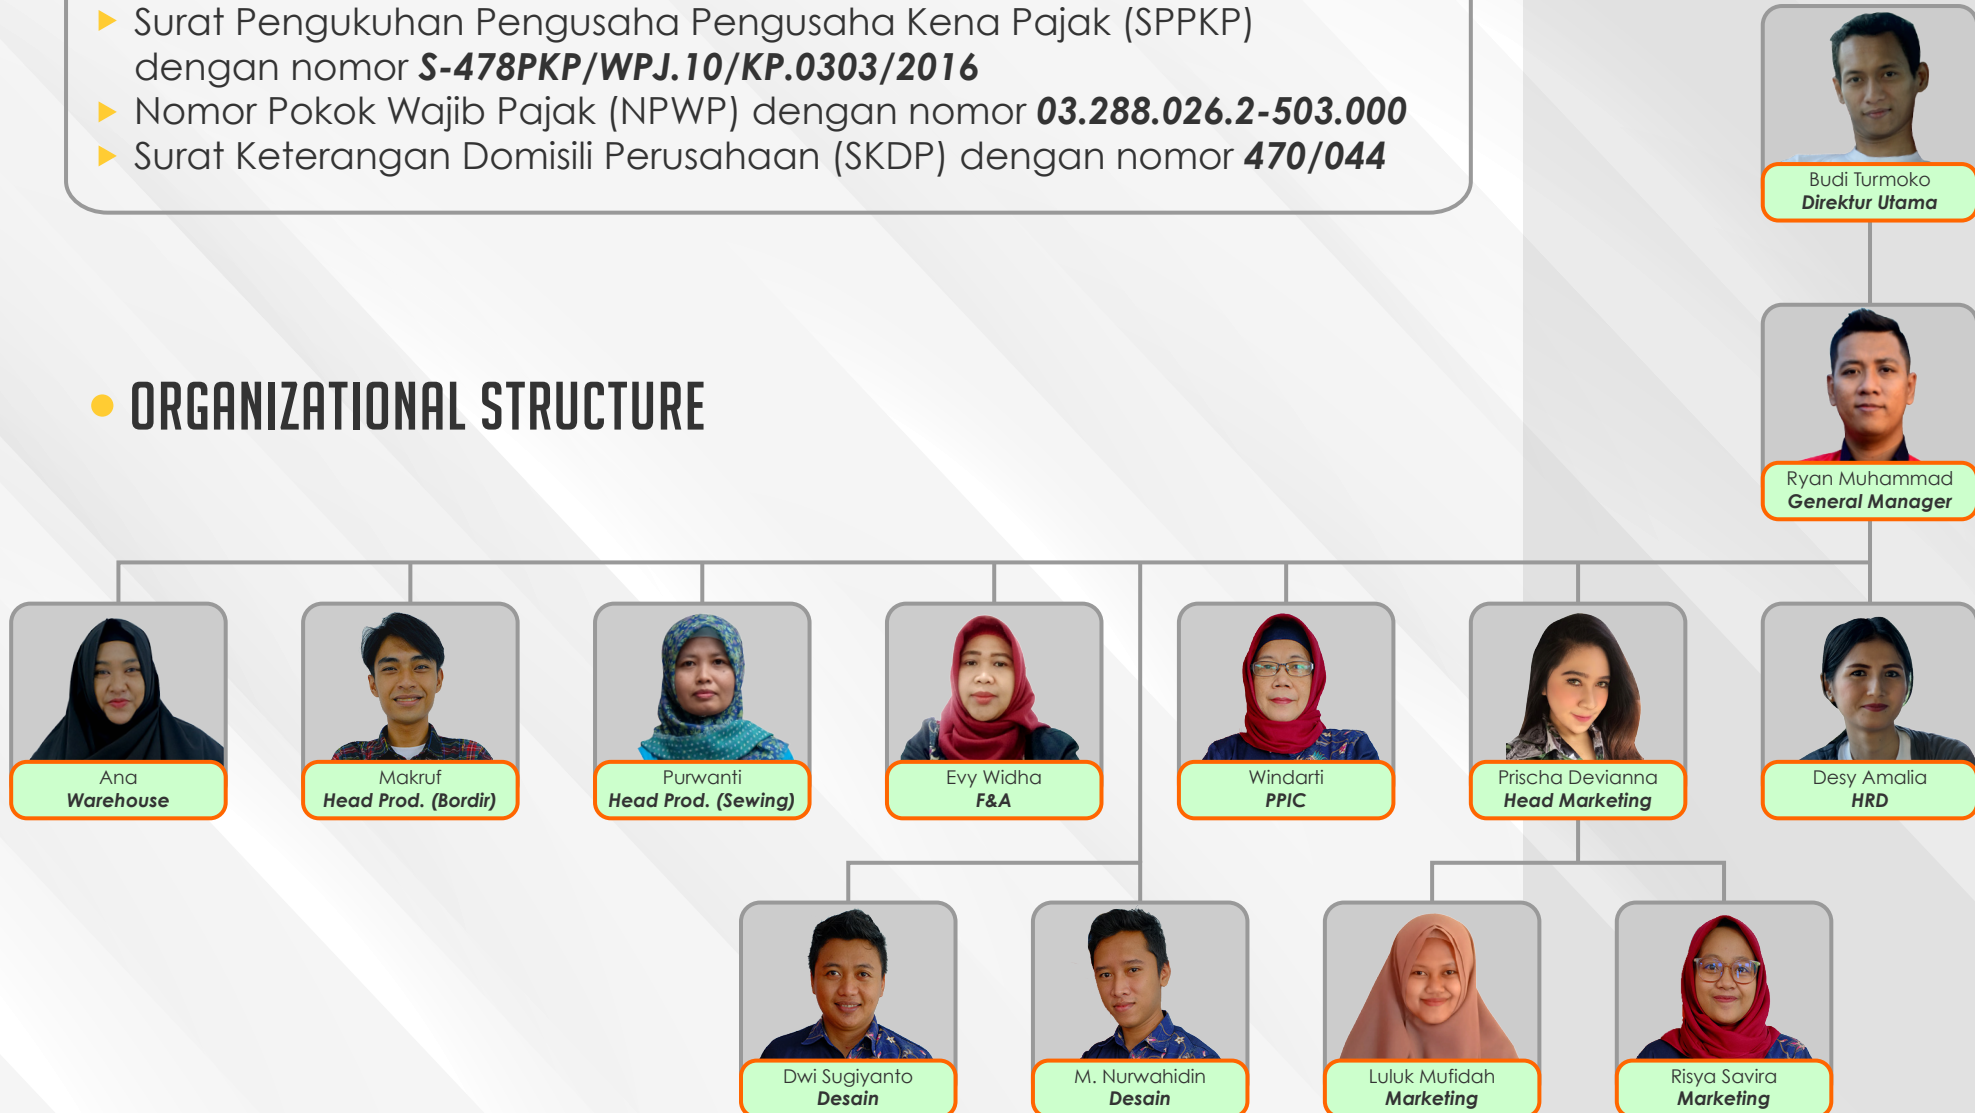 Surat Pengukuhan Pengusaha Pengusaha Kena Pajak (SPPKP)
dengan nomor S-478PKP/WPJ.10/KP.0303/2016
Nomor Pokok Wajib Pajak (NPWP) dengan nomor 03.288.026.2-503.000
Surat Keterangan Domisili Perusahaan (SKDP) dengan nomor 470/044
Budi Turmoko
Direktur Utama
ORGANIZATIONAL STRUCTURE
Ryan Muhammad
General Manager
Ana
Warehouse
Makruf
Head Prod. (Bordir)
Purwanti
Head Prod. (Sewing)
Evy Widha
F&A
Windarti
PPIC
Prischa Devianna
Head Marketing
Desy Amalia
HRD
Dwi Sugiyanto
Desain
M. Nurwahidin
Desain
Luluk Mufidah
Marketing
Risya Savira
Marketing